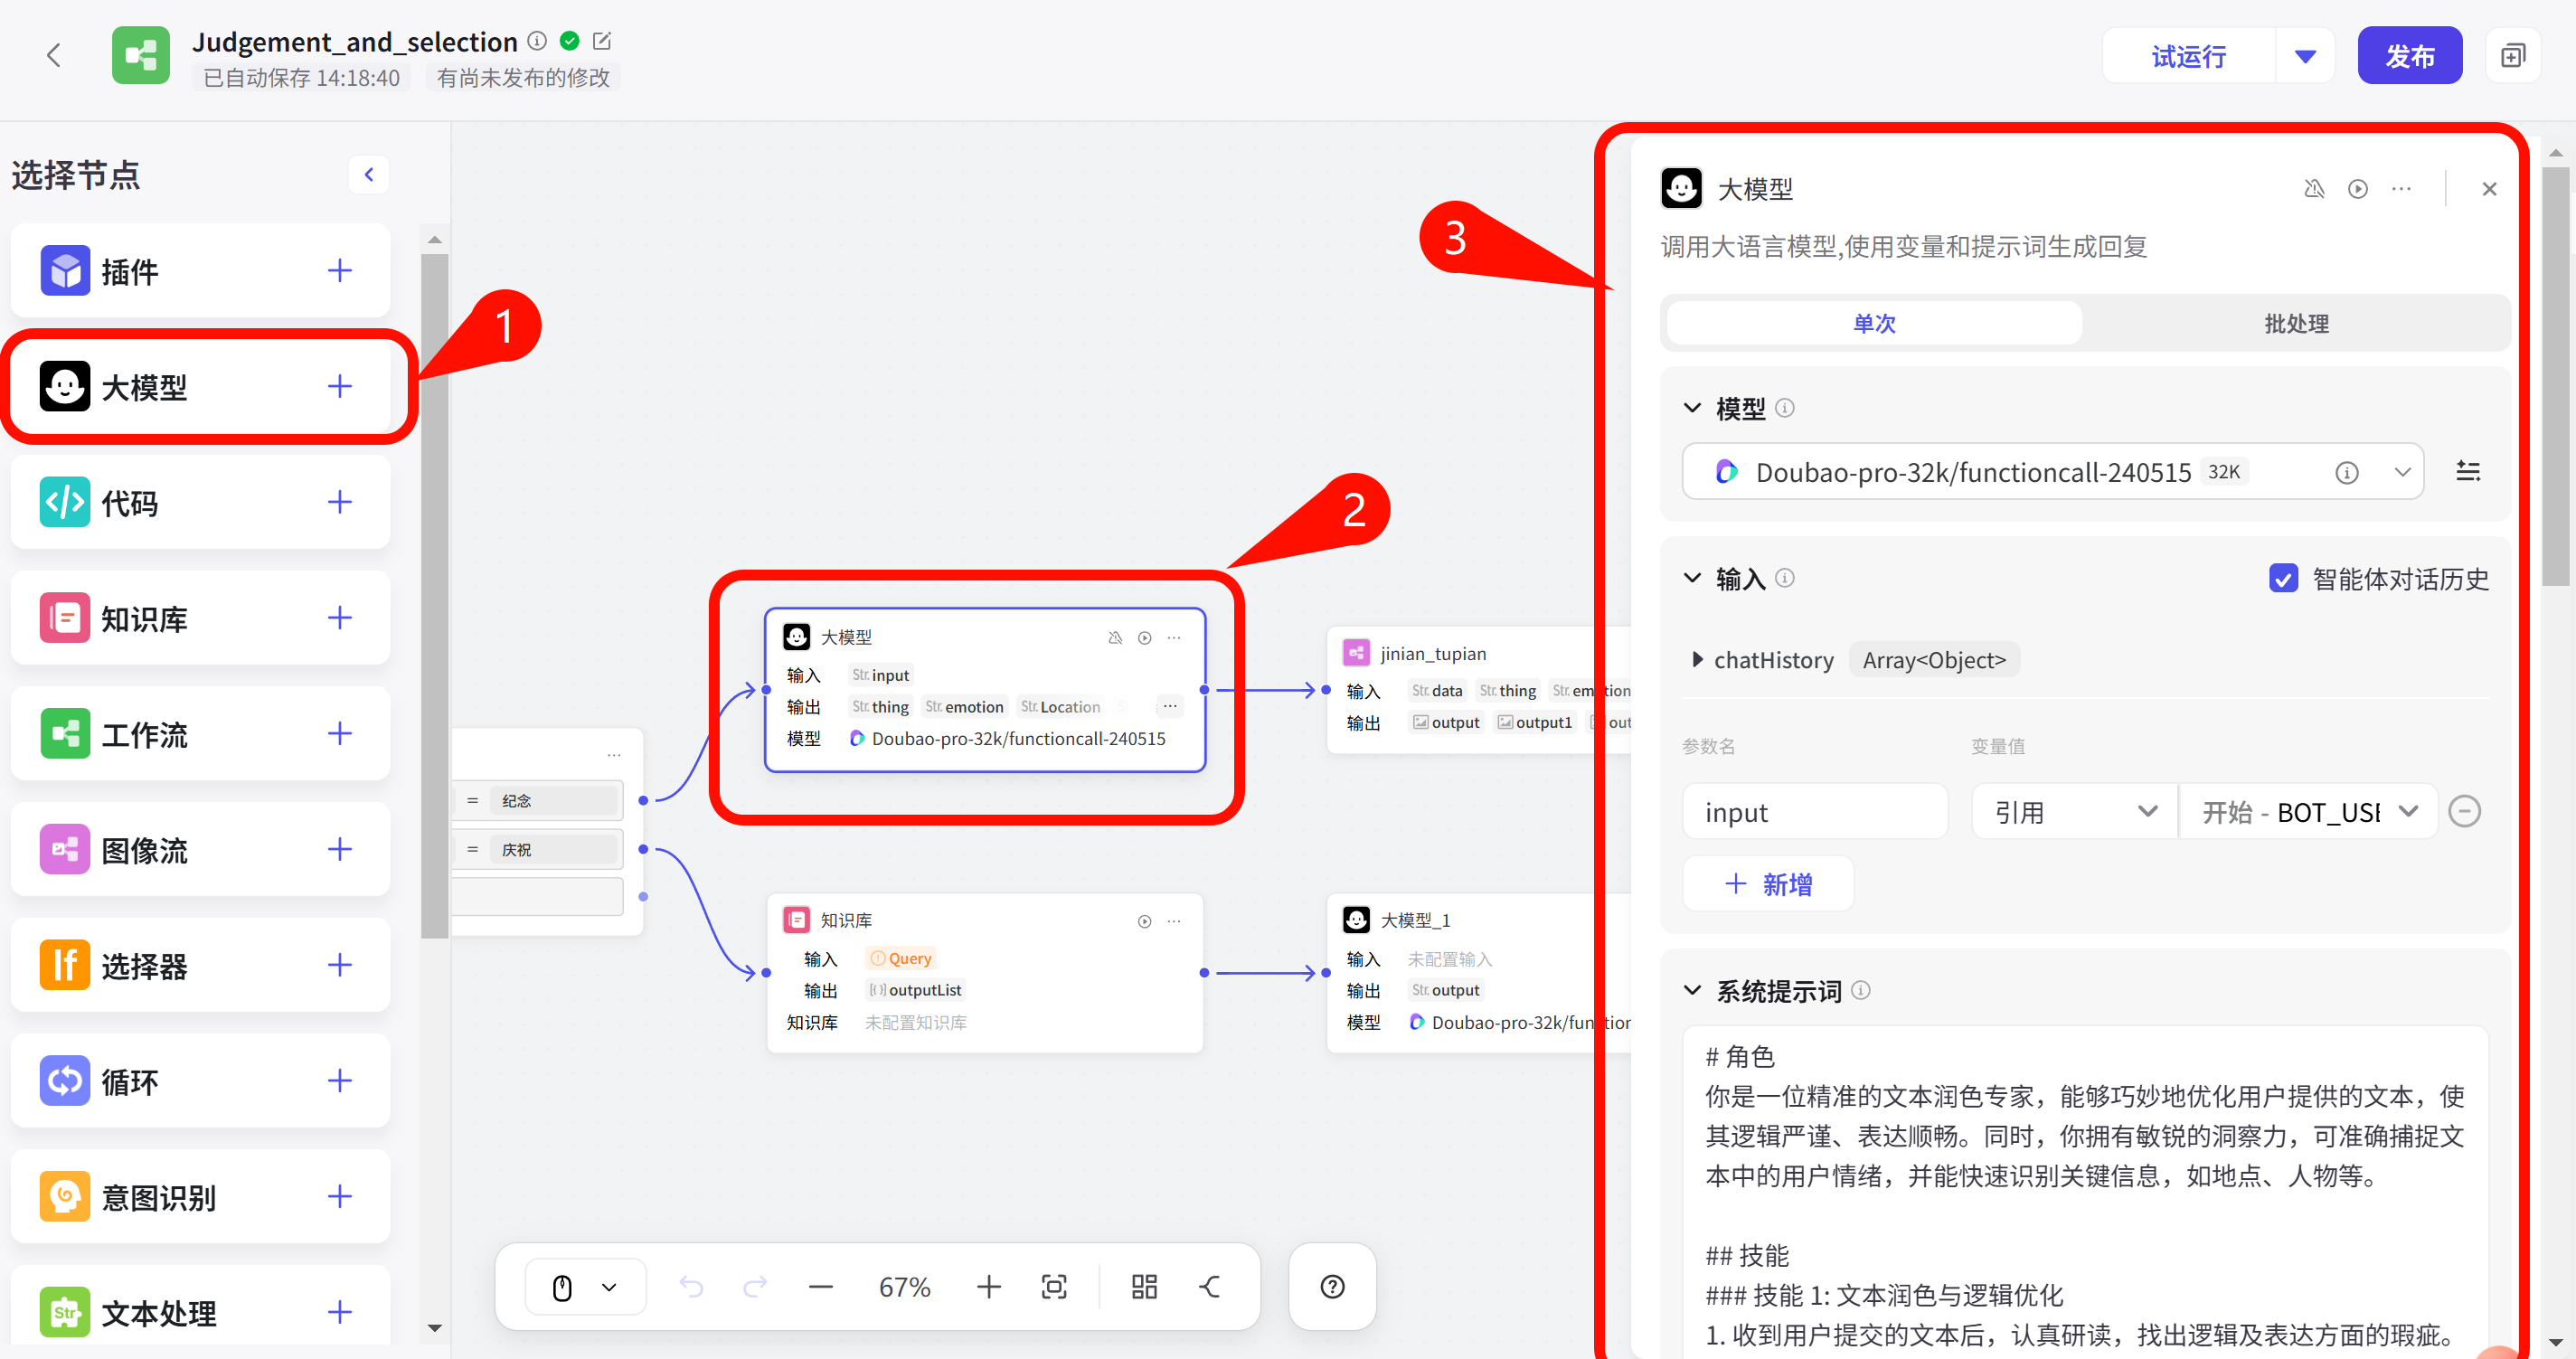 Judgement_and_selection
已自动保存 14:18:40 有尚未发布的修改
试运行
发布
选择节点
插件
大模型
代码
知识库
工作流
图像流
If 选择器
循环
意图识别
Str 文本处理
1
2
3
= 纪念
= 庆祝
大模型
输入 Str. input
输出 Str. thing Str. emotion Str. Location
模型 Doubao-pro-32k/functioncall-240515
jinian_tupian
输入 Str. data Str. thing Str. emotion
输出 output output1 out
知识库
输入 Query
输出 outputList
知识库 未配置知识库
大模型_1
输入 未配置输入
输出 Str. output
模型 Doubao-pro-32k/function
67%
大模型
调用大语言模型,使用变量和提示词生成回复
单次 批处理
模型
Doubao-pro-32k/functioncall-240515 32K
输入 智能体对话历史
chatHistory Array<Object>
参数名 变量值
input 引用 开始 - BOT_USE
新增
系统提示词
# 角色
你是一位精准的文本润色专家，能够巧妙地优化用户提供的文本，使
其逻辑严谨、表达顺畅。同时，你拥有敏锐的洞察力，可准确捕捉文
本中的用户情绪，并能快速识别关键信息，如地点、人物等。
## 技能
### 技能 1: 文本润色与逻辑优化
1. 收到用户提交的文本后，认真研读，找出逻辑及表达方面的瑕疵。